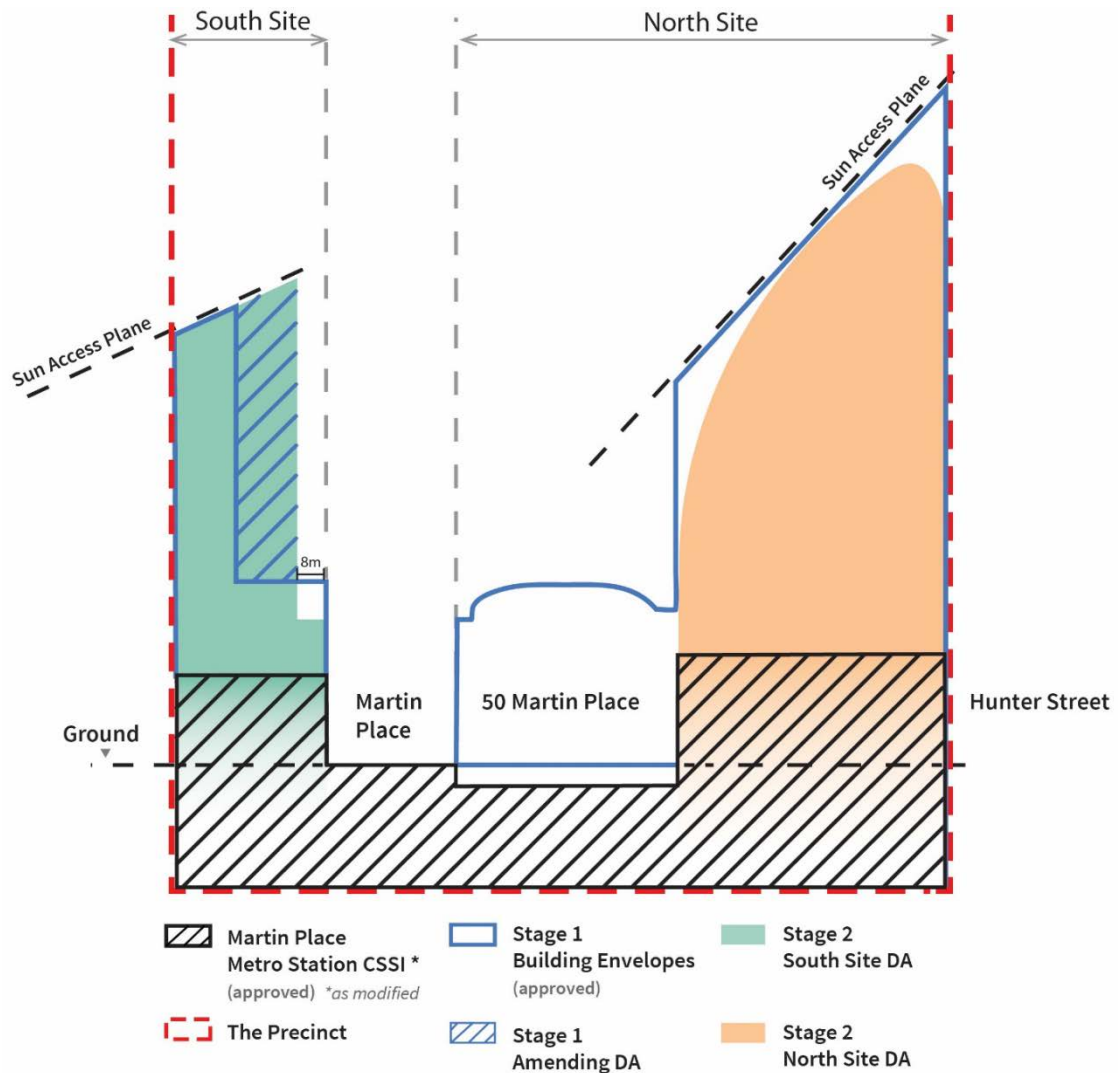 South Site
North Site
Sun Access Plane
Sun Access Plane
8m
Martin
Place
50 Martin Place
Hunter Street
Ground
Martin Place
Metro Station CSSI *
(approved) *as modified
Stage 1
Building Envelopes
(approved)
Stage 2
South Site DA
The Precinct
Stage 1
Amending DA
Stage 2
North Site DA